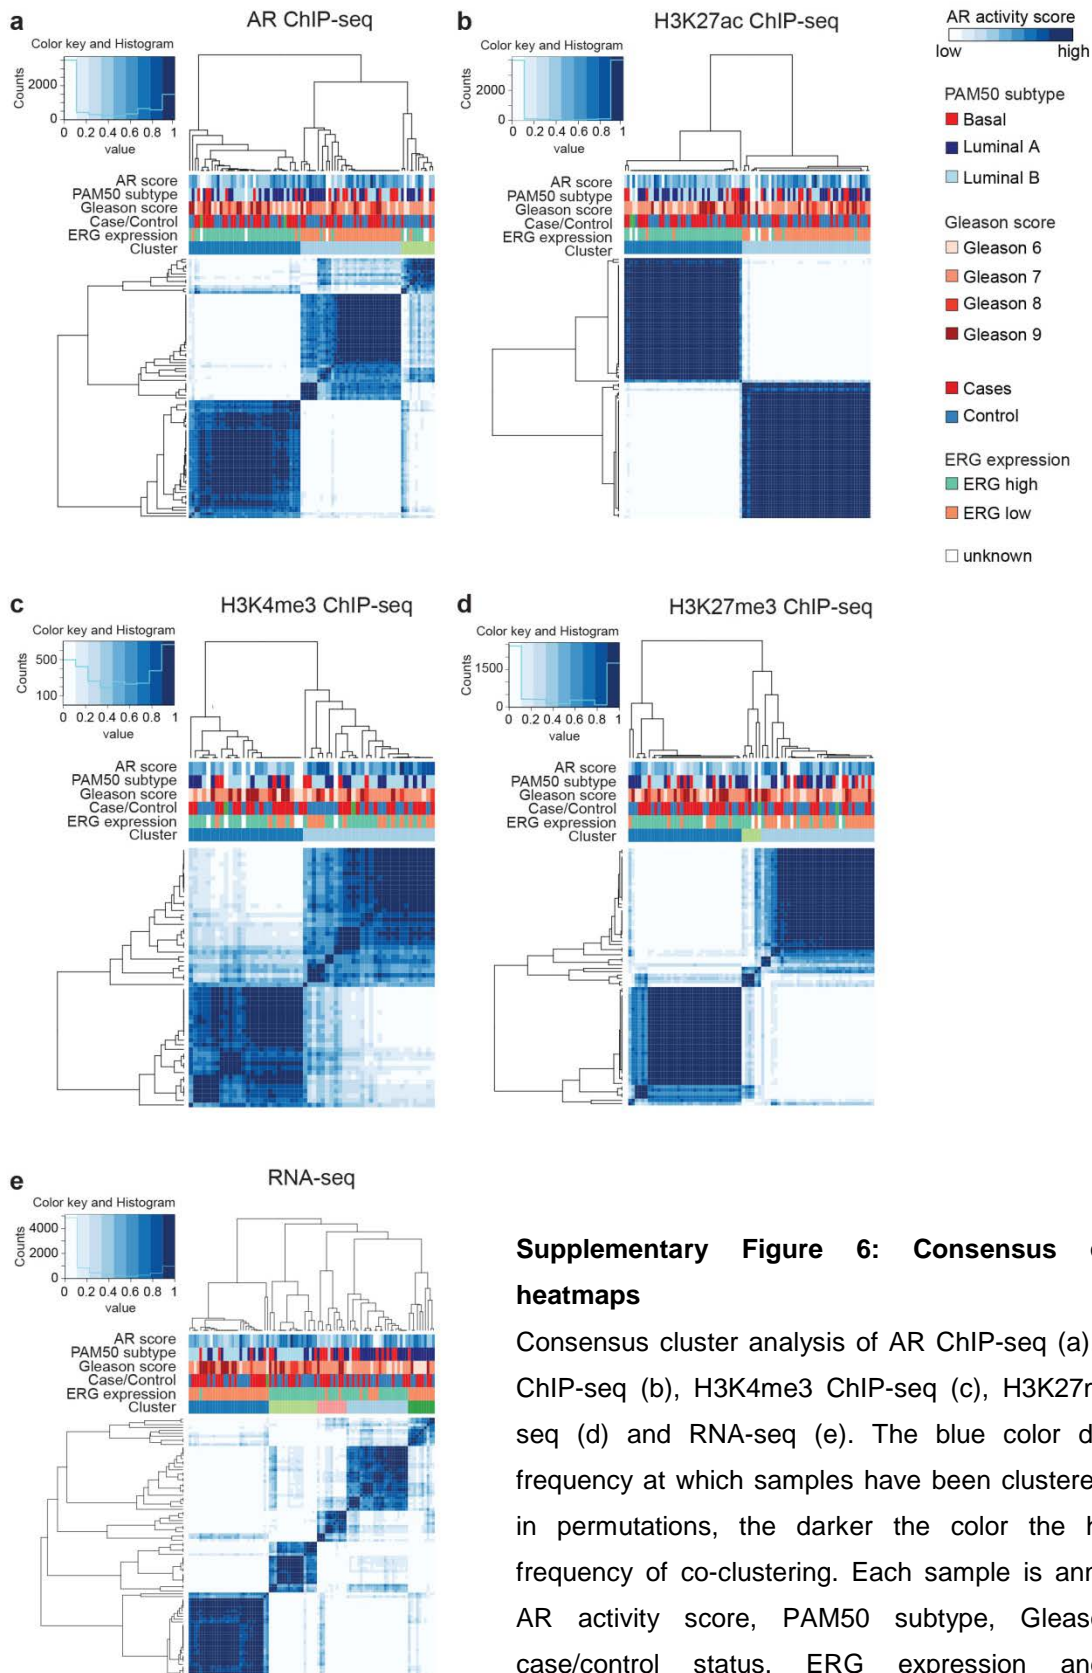 a
AR ChIP-seq
Color key and Histogram
Counts
2000
0
0 0.2 0.4 0.6 0.8 1
value
AR score
PAM50 subtype
Gleason score
Case/Control
ERG expression
Cluster
b
H3K27ac ChIP-seq
Color key and Histogram
Counts
2000
0
0 0.2 0.4 0.6 0.8 1
value
AR score
PAM50 subtype
Gleason score
Case/Control
ERG expression
Cluster
AR activity score
low high
PAM50 subtype
Basal
Luminal A
Luminal B
Gleason score
Gleason 6
Gleason 7
Gleason 8
Gleason 9
Cases
Control
ERG expression
ERG high
ERG low
unknown
c
H3K4me3 ChIP-seq
Color key and Histogram
Counts
500
100
0 0.2 0.4 0.6 0.8 1
value
AR score
PAM50 subtype
Gleason score
Case/Control
ERG expression
Cluster
d
H3K27me3 ChIP-seq
Color key and Histogram
Counts
1500
0
0 0.2 0.4 0.6 0.8 1
value
AR score
PAM50 subtype
Gleason score
Case/Control
ERG expression
Cluster
e
RNA-seq
Color key and Histogram
Counts
4000
2000
0
0 0.2 0.4 0.6 0.8 1
value
AR score
PAM50 subtype
Gleason score
Case/Control
ERG expression
Cluster
Supplementary Figure 6: Consensus
heatmaps
Consensus cluster analysis of AR ChIP-seq (a)
ChIP-seq (b), H3K4me3 ChIP-seq (c), H3K27
seq (d) and RNA-seq (e). The blue color d
frequency at which samples have been clustere
in permutations, the darker the color the h
frequency of co-clustering. Each sample is ann
AR activity score, PAM50 subtype, Gleas
case/control status, ERG expression an